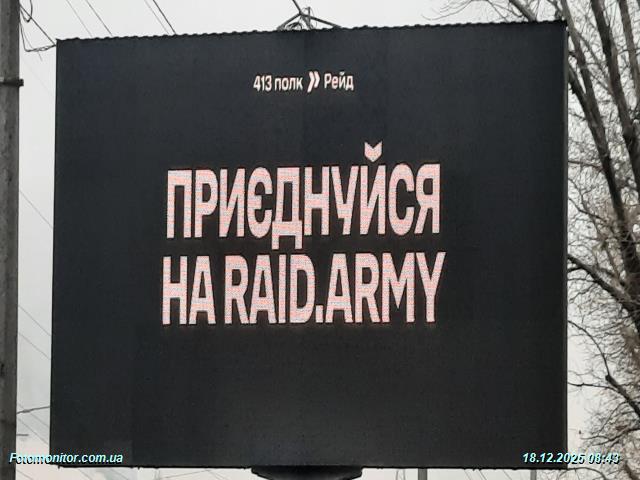 413 полк » Рейд
ПРИЄДНУЙСЯ
НА RAID.ARMY
Fotomonitor.com.ua
18.12.2025 08:43